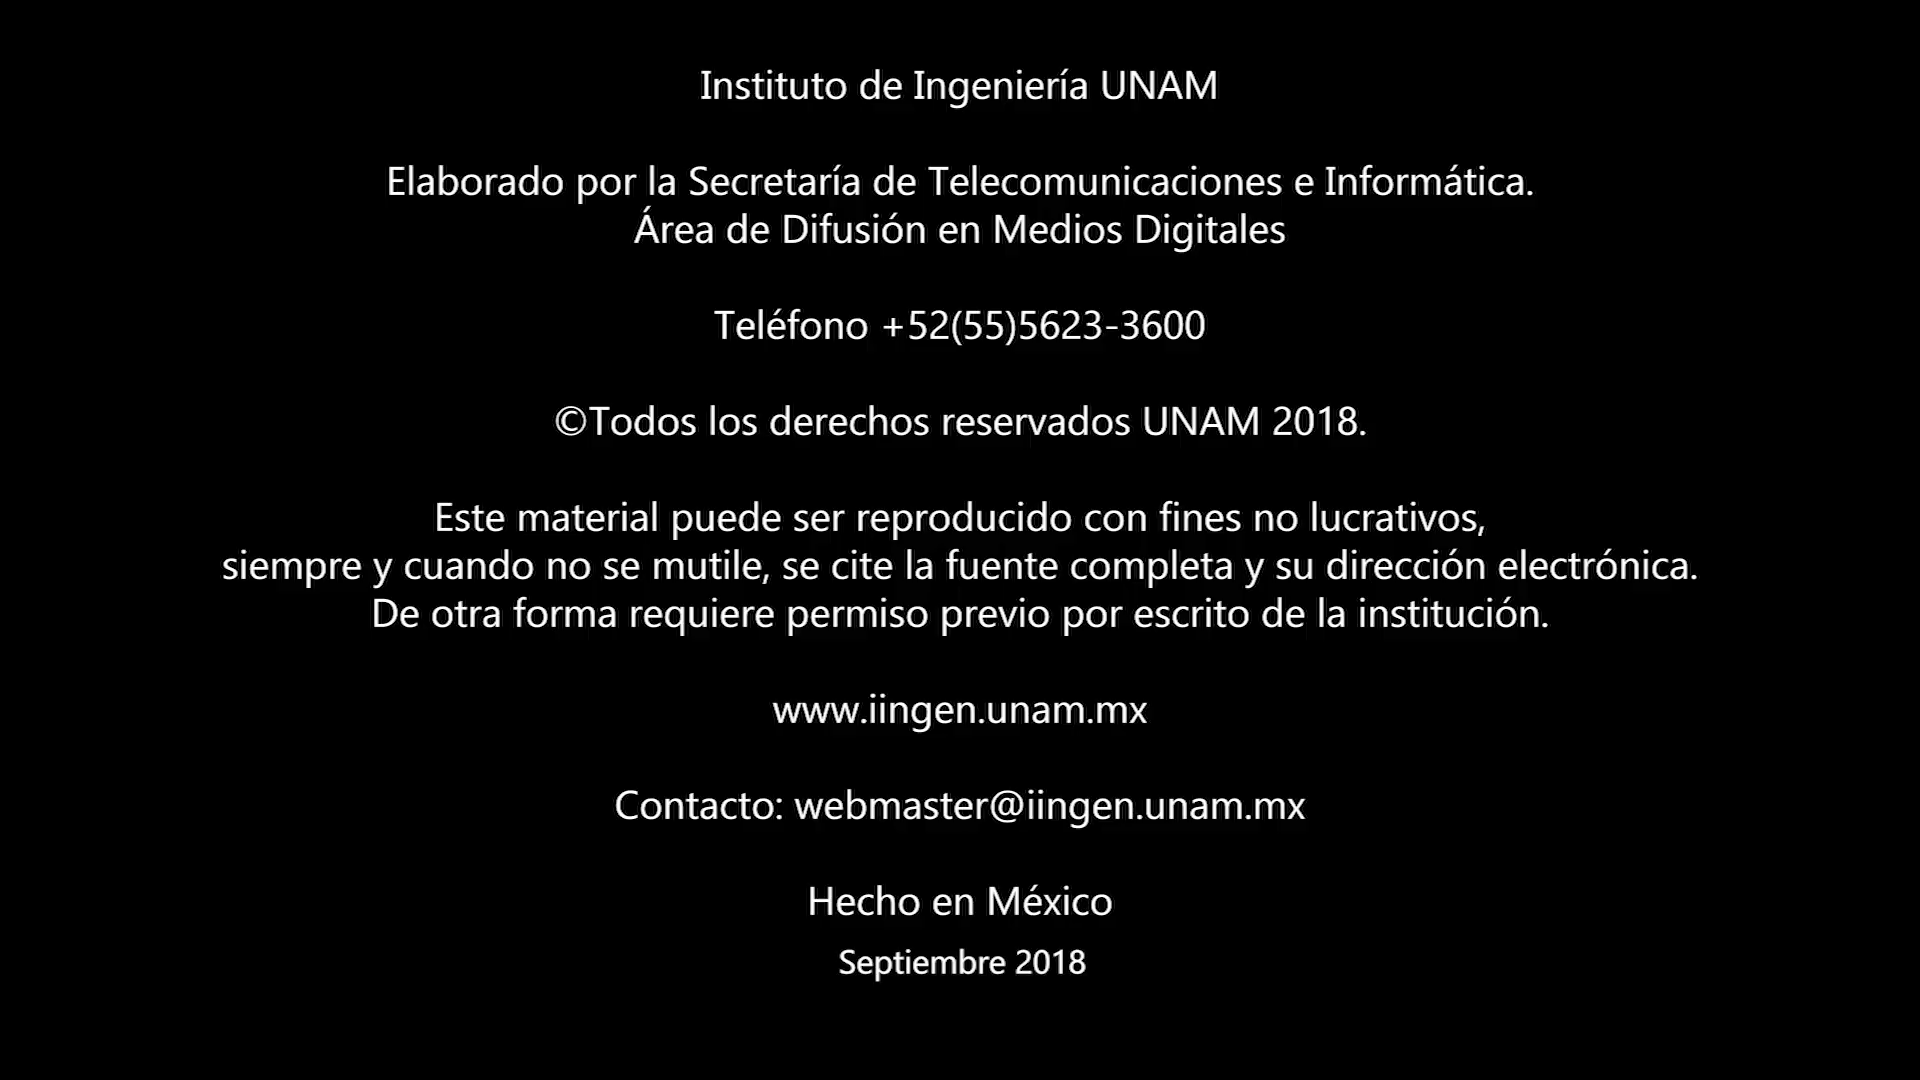 Instituto de Ingeniería UNAM
Elaborado por la Secretaría de Telecomunicaciones e Informática.
Área de Difusión en Medios Digitales
Teléfono +52(55)5623-3600
©Todos los derechos reservados UNAM 2018.
Este material puede ser reproducido con fines no lucrativos,
siempre y cuando no se mutile, se cite la fuente completa y su dirección electrónica.
De otra forma requiere permiso previo por escrito de la institución.
www.iingen.unam.mx
Contacto: webmaster@iingen.unam.mx
Hecho en México
Septiembre 2018